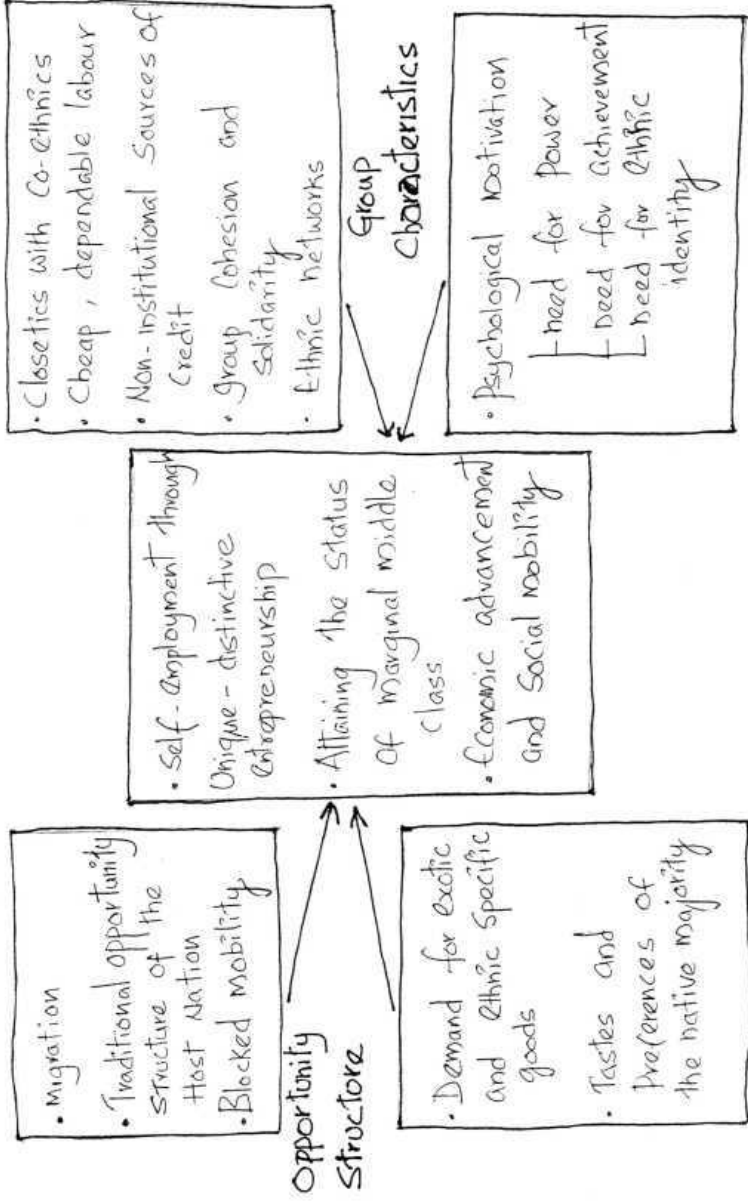 • Migration
• Traditional opportunity
structure of the
Host Nation
• Blocked mobility
Opportunity
Structore
• Demand for exotic
and ethnic specific
goods
• Tastes and
Preferences of
the native majority
• Self-employment through
Unique-distinctive
entrepreneurship
• Attaining the status
of marginal middle
class
• Economic advancement
and social mobility
• Closetics with Co-ethnics
• Cheap, dependable labour
• Non-institutional Sources of
Credit
• Group Cohesion and
Solidarity
• Ethnic networks
Group
Characteristics
• Psychological Motivation
need for power
need for achievement
need for ethnic
identity